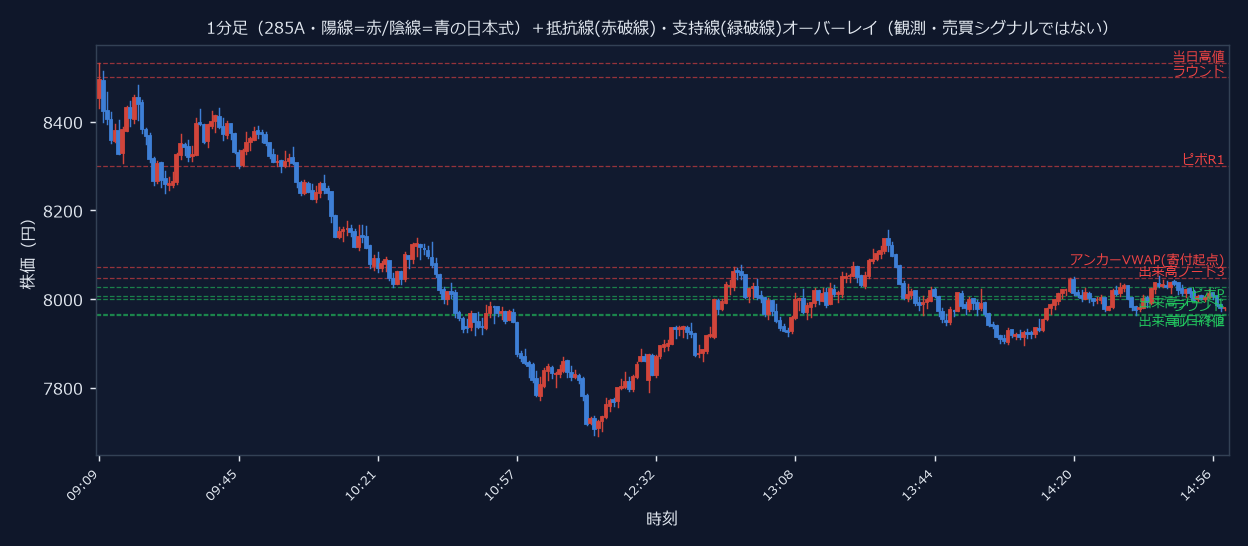 1分足（285A・陽線=赤/陰線=青の日本式）＋抵抗線(赤破線)・支持線(緑破線)オーバーレイ（観測・売買シグナルではない）
当日高値
ラウンド
8400
ピボR1
8200
株価（円）
アンカーVWAP(寄付起点)
出来高ノード3
8000
7800
09:09
09:45
10:21
10:57
12:32
13:08
13:44
14:20
14:56
時刻